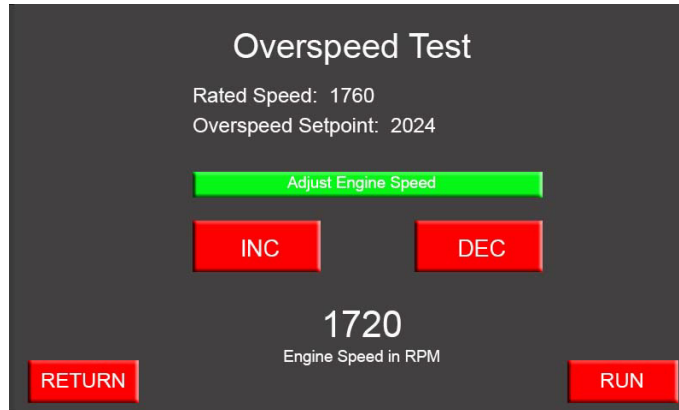 Overspeed Test
Rated Speed: 1760
Overspeed Setpoint: 2024
Adjust Engine Speed
INC
DEC
1720
Engine Speed in RPM
RETURN
RUN